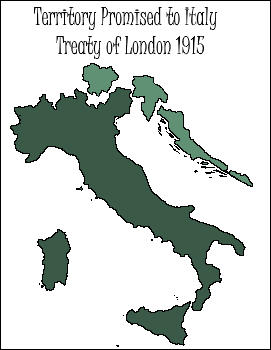 Territory Promised to Italy
Treaty of London 1915